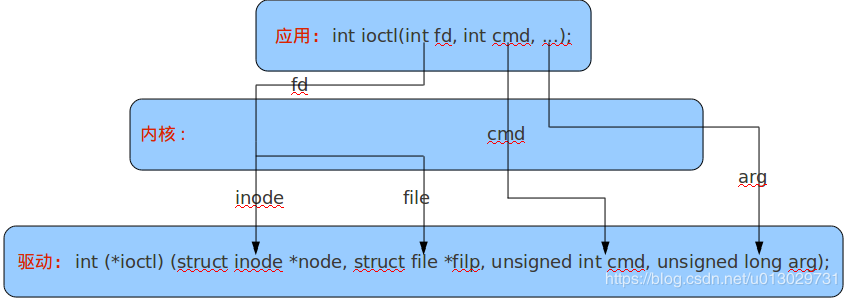 应用：int ioctl(int fd, int cmd, ...);
fd
内核：
cmd
arg
inode
file
驱动：int (*ioctl) (struct inode *node, struct file *filp, unsigned int cmd, unsigned long arg);
https://blog.csdn.net/u013029731